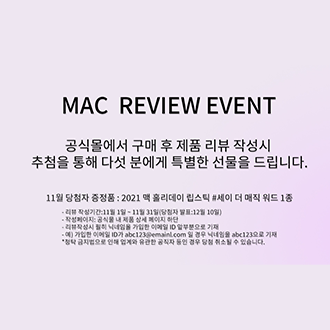 MAC REVIEW EVENT
공식몰에서 구매 후 제품 리뷰 작성시
추첨을 통해 다섯 분에게 특별한 선물을 드립니다.
11월 당첨자 증정품 : 2021 맥 홀리데이 립스틱 #세이 더 매직 워드 1종
- 리뷰 작성기간:11월 1일 ~ 11월 31일(당첨자 발표:12월 10일)
- 작성페이지: 공식몰 내 제품 상세 페이지 하단
- 리뷰작성시 필히 닉네임을 가입한 이메일 ID 앞부분으로 기재
- 예) 가입한 이메일 ID가 abc123@emainl.com 일 경우 닉네임을 abc123으로 기재
*청탁 금지법으로 인해 업계와 유관한 공직자 등인 경우 당첨 취소될 수 있습니다.